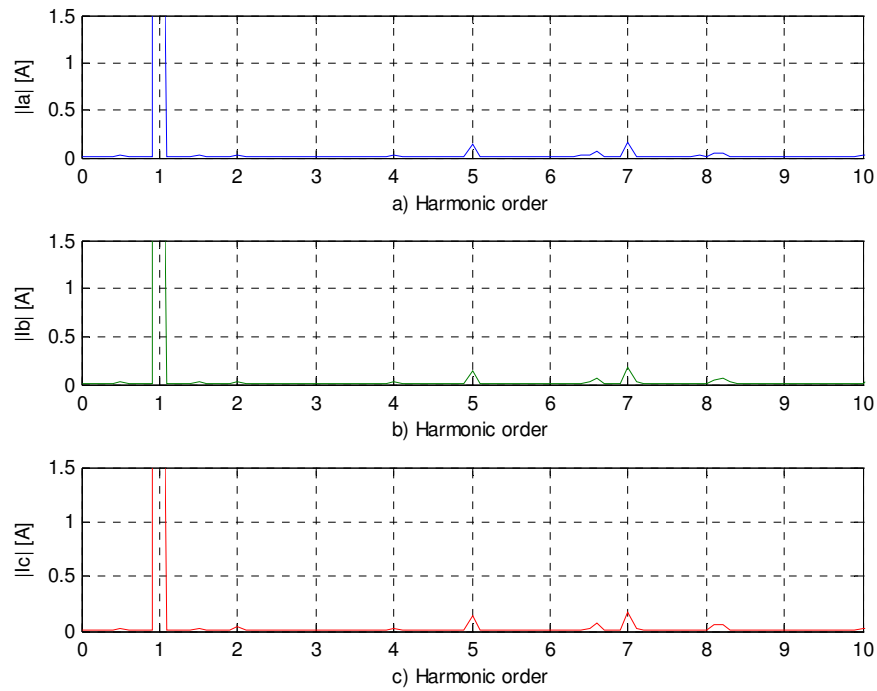 1.5
1
0.5
0
|Ia| [A]
0 1 2 3 4 5 6 7 8 9 10
a) Harmonic order
1.5
1
0.5
0
|Ib| [A]
0 1 2 3 4 5 6 7 8 9 10
b) Harmonic order
1.5
1
0.5
0
|Ic| [A]
0 1 2 3 4 5 6 7 8 9 10
c) Harmonic order